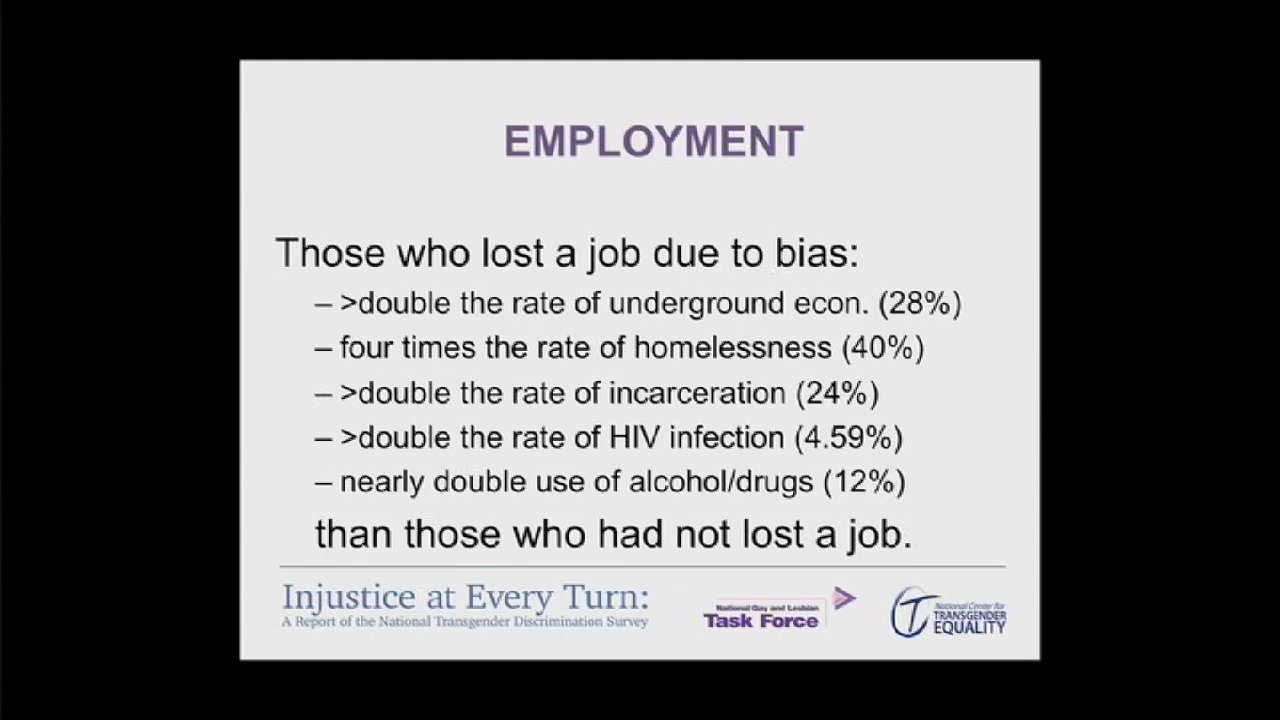 EMPLOYMENT
Those who lost a job due to bias:
– >double the rate of underground econ. (28%)
– four times the rate of homelessness (40%)
– >double the rate of incarceration (24%)
– >double the rate of HIV infection (4.59%)
– nearly double use of alcohol/drugs (12%)
than those who had not lost a job.
Injustice at Every Turn:
A Report of the National Transgender Discrimination Survey
National Gay and Lesbian
Task Force
National Center for
TRANSGENDER
EQUALITY